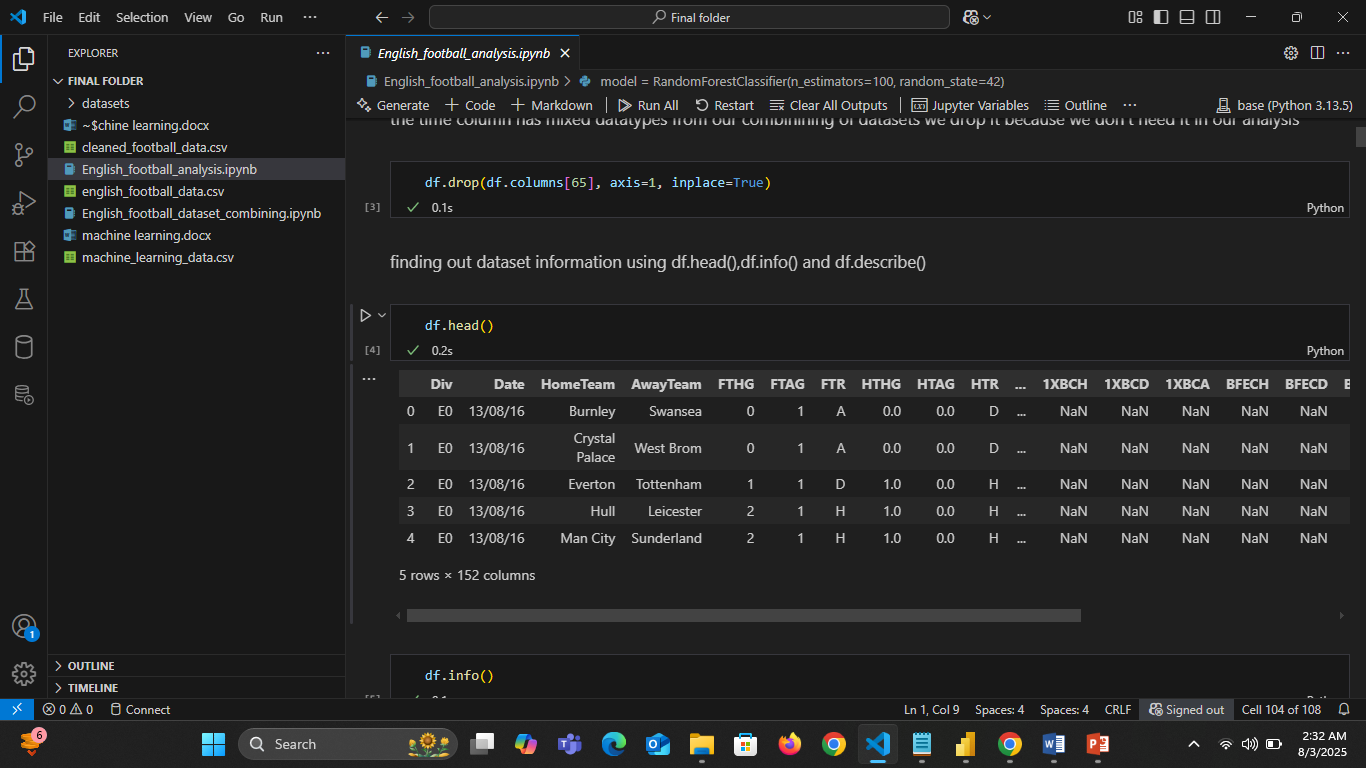 File Edit Selection View Go Run ··· Final folder
EXPLORER ···
FINAL FOLDER
datasets
~$chine learning.docx
cleaned_football_data.csv
English_football_analysis.ipynb
english_football_data.csv
English_football_dataset_combining.ipynb
machine learning.docx
machine_learning_data.csv
OUTLINE
TIMELINE
1
English_football_analysis.ipynb
English_football_analysis.ipynb > model = RandomForestClassifier(n_estimators=100, random_state=42)
Generate + Code + Markdown Run All Restart Clear All Outputs Jupyter Variables Outline ··· base (Python 3.13.5)
the time column has mixed datatypes from our combinining of datasets we drop it because we don't need it in our analysis
df.drop(df.columns[65], axis=1, inplace=True)
[3] 0.1s Python
finding out dataset information using df.head(),df.info() and df.describe()
df.head()
[4] 0.2s Python
Div Date HomeTeam AwayTeam FTHG FTAG FTR HTHG HTAG HTR ... 1XBCH 1XBCD 1XBCA BFECH BFECD
0 E0 13/08/16 Burnley Swansea 0 1 A 0.0 0.0 D ... NaN NaN NaN NaN NaN
1 E0 13/08/16 Crystal Palace West Brom 0 1 A 0.0 0.0 D ... NaN NaN NaN NaN NaN
2 E0 13/08/16 Everton Tottenham 1 1 D 1.0 0.0 H ... NaN NaN NaN NaN NaN
3 E0 13/08/16 Hull Leicester 2 1 H 1.0 0.0 H ... NaN NaN NaN NaN NaN
4 E0 13/08/16 Man City Sunderland 2 1 H 1.0 0.0 H ... NaN NaN NaN NaN NaN
5 rows × 152 columns
df.info()
0 0 Connect Ln 1, Col 9 Spaces: 4 Spaces: 4 CRLF Signed out Cell 104 of 108
6 Search 2:32 AM
8/3/2025